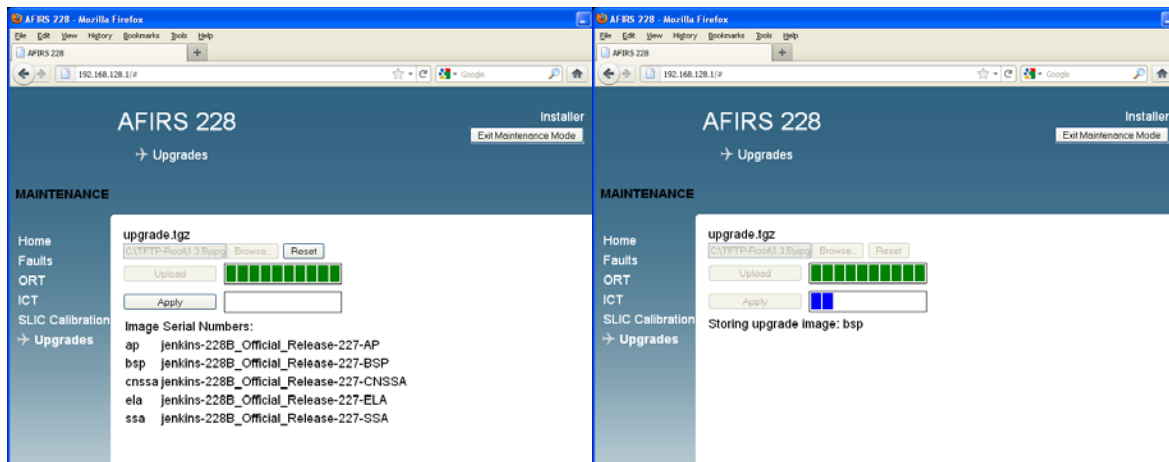 AFIRS 228 - Mozilla Firefox
File Edit View History Bookmarks Tools Help
AFIRS 228
192.168.128.1/#
Google
AFIRS 228
Installer
Exit Maintenance Mode
Upgrades
MAINTENANCE
Home
Faults
ORT
ICT
SLIC Calibration
Upgrades
upgrade.tgz
C:\TFTP-Root\1.3.5\upg Browse.. Reset
Upload
Apply
Image Serial Numbers:
ap jenkins-228B_Official_Release-227-AP
bsp jenkins-228B_Official_Release-227-BSP
cnssa jenkins-228B_Official_Release-227-CNSSA
ela jenkins-228B_Official_Release-227-ELA
ssa jenkins-228B_Official_Release-227-SSA
AFIRS 228 - Mozilla Firefox
File Edit View History Bookmarks Tools Help
AFIRS 228
192.168.128.1/#
Google
AFIRS 228
Installer
Exit Maintenance Mode
Upgrades
MAINTENANCE
Home
Faults
ORT
ICT
SLIC Calibration
Upgrades
upgrade.tgz
C:\TFTP-Root\1.3.5\upg Browse.. Reset
Upload
Apply
Storing upgrade image: bsp